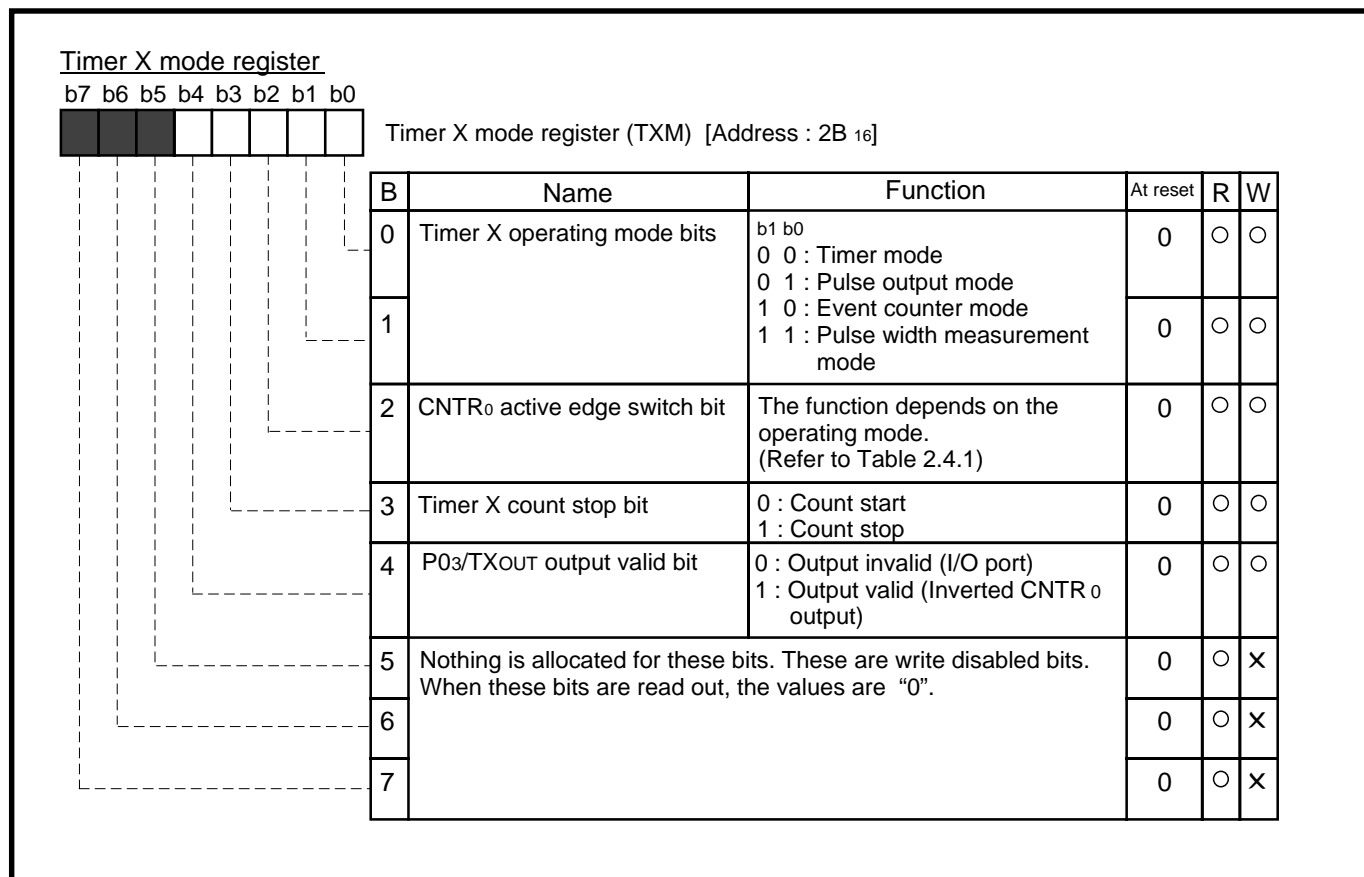 Timer X mode register
b7 b6 b5 b4 b3 b2 b1 b0
Timer X mode register (TXM) [Address : 2B 16]
B Name Function At reset R W
0 Timer X operating mode bits b1 b0 0 ○ ○
0 0 : Timer mode
0 1 : Pulse output mode
1 0 : Event counter mode
1 1 1 : Pulse width measurement 0 ○ ○
mode
2 CNTR0 active edge switch bit The function depends on the 0 ○ ○
operating mode.
(Refer to Table 2.4.1)
3 Timer X count stop bit 0 : Count start 0 ○ ○
1 : Count stop
4 P03/TXOUT output valid bit 0 : Output invalid (I/O port) 0 ○ ○
1 : Output valid (Inverted CNTR 0
output)
5 Nothing is allocated for these bits. These are write disabled bits. 0 ○ ×
When these bits are read out, the values are “0”.
6 0 ○ ×
7 0 ○ ×